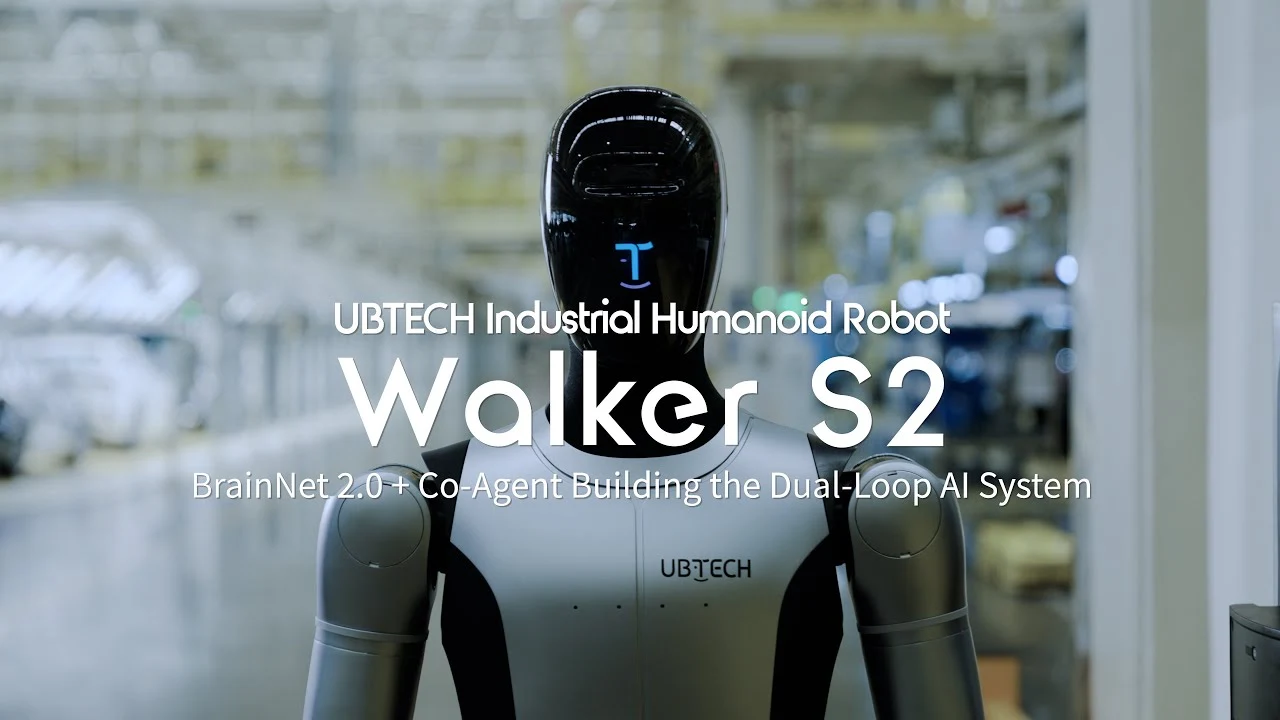 UBTECH Industrial Humanoid Robot
Walker S2
BrainNet 2.0 + Co-Agent Building the Dual-Loop AI System
UBTECH